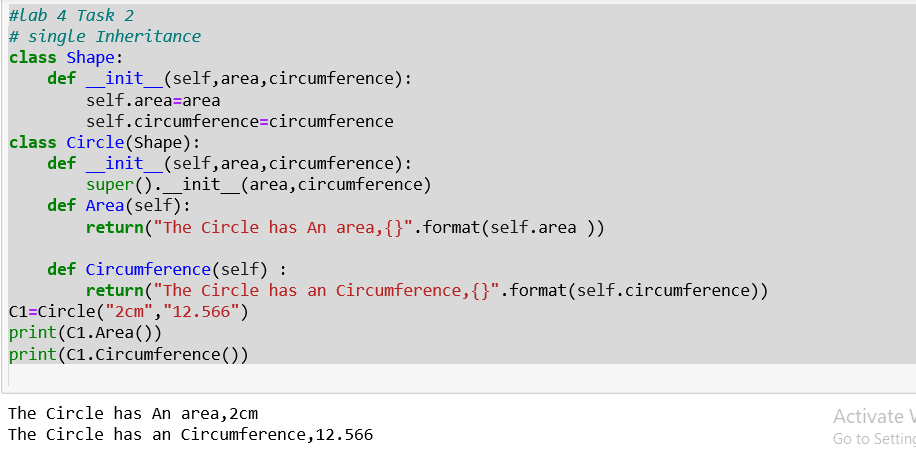 #lab 4 Task 2
# single Inheritance
class Shape:
    def __init__(self,area,circumference):
        self.area=area
        self.circumference=circumference
class Circle(Shape):
    def __init__(self,area,circumference):
        super().__init__(area,circumference)
    def Area(self):
        return("The Circle has An area,{}".format(self.area ))
    def Circumference(self) :
        return("The Circle has an Circumference,{}".format(self.circumference))
C1=Circle("2cm","12.566")
print(C1.Area())
print(C1.Circumference())
The Circle has An area,2cm
The Circle has an Circumference,12.566
Activate
Go to